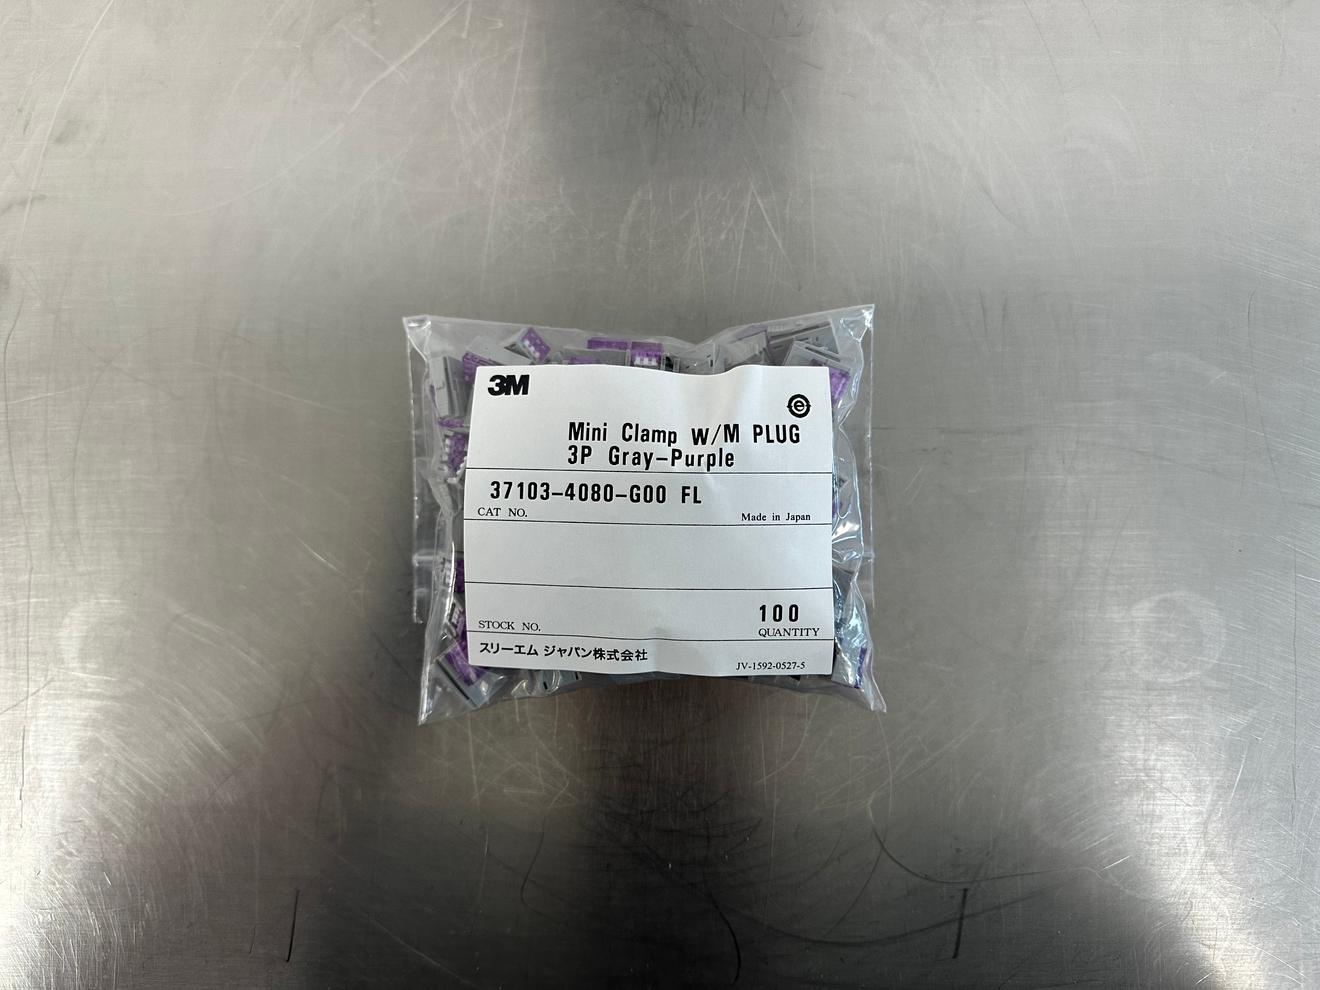 3M
e
Mini Clamp W/M PLUG
3P Gray-Purple
37103-4080-G00 FL
CAT NO.
Made in Japan
100
STOCK NO.
QUANTITY
スリーエム ジャパン株式会社
JV-1592-0527-5